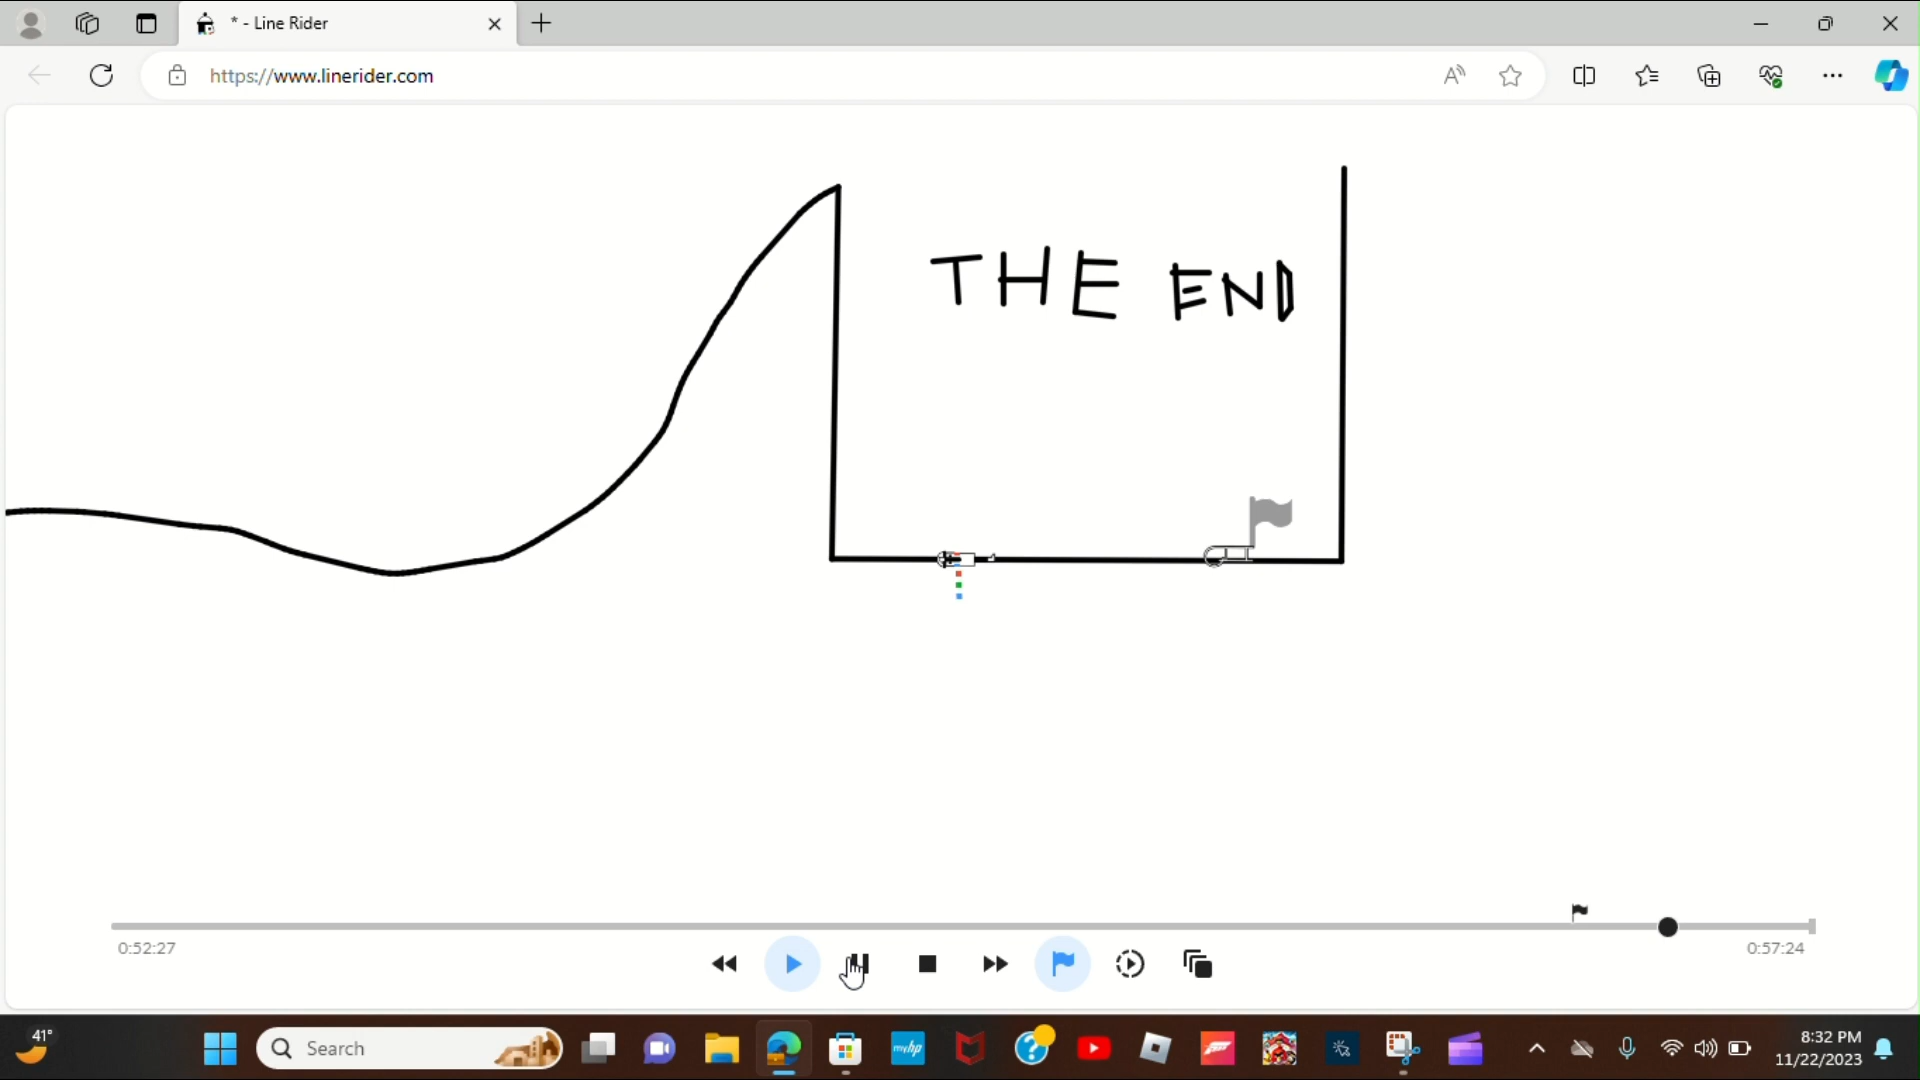 * - Line Rider
https://www.linerider.com
THE END
0:52:27
0:57:24
41°
Search
myhp
8:32 PM
11/22/2023